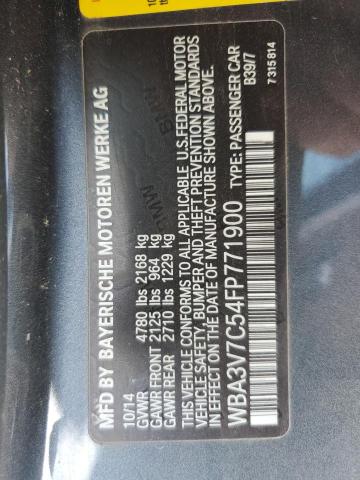 MFD BY BAYERISCHE MOTOREN WERKE AG
10/14
GVWR 4780 lbs 2168 kg
GAWR FRONT 2125 lbs 964 kg
GAWR REAR 2710 lbs 1229 kg
THIS VEHICLE CONFORMS TO ALL APPLICABLE U.S.FEDERAL MOTOR
VEHICLE SAFETY, BUMPER AND THEFT PREVENTION STANDARDS
IN EFFECT ON THE DATE OF MANUFACTURE SHOWN ABOVE.
WBA3V7C54FP771900 TYPE: PASSENGER CAR
B39/7
7 315 814